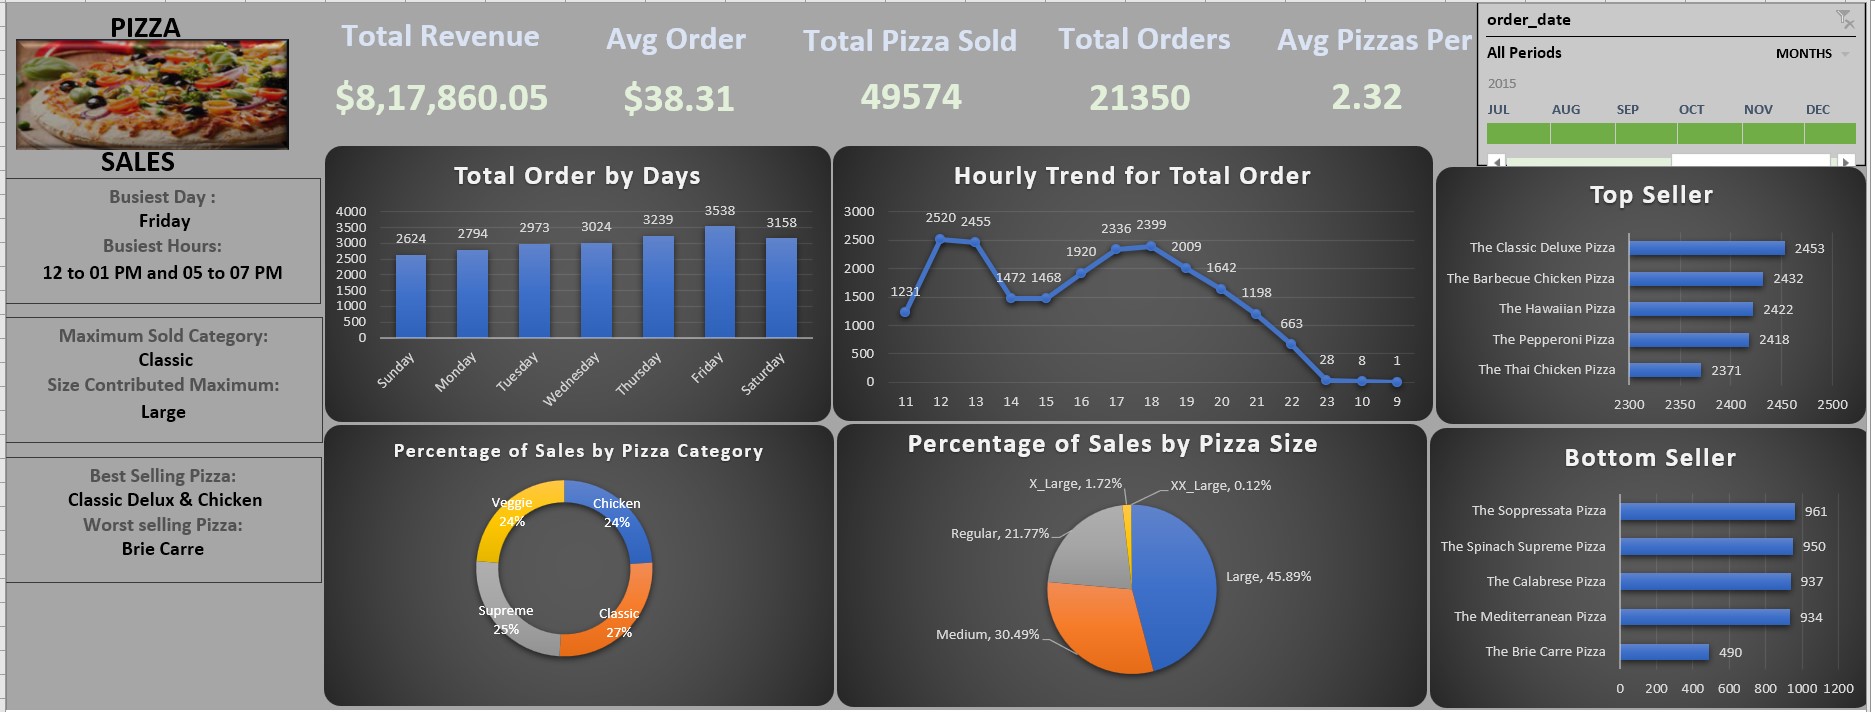 PIZZA
SALES
Total Revenue
$8,17,860.05
Avg Order
$38.31
Total Pizza Sold
49574
Total Orders
21350
Avg Pizzas Per
2.32
order_date
All Periods
MONTHS
2015
JUL AUG SEP OCT NOV DEC
Busiest Day :
Friday
Busiest Hours:
12 to 01 PM and 05 to 07 PM
Maximum Sold Category:
Classic
Size Contributed Maximum:
Large
Best Selling Pizza:
Classic Delux & Chicken
Worst selling Pizza:
Brie Carre
Total Order by Days
4000
3500
3000
2500
2000
1500
1000
500
0
2624 2794 2973 3024 3239 3538 3158
Sunday Monday Tuesday Wednesday Thursday Friday Saturday
Hourly Trend for Total Order
3000
2500
2000
1500
1000
500
0
1231 2520 2455 1472 1468 1920 2336 2399 2009 1642 1198 663 28 8 1
11 12 13 14 15 16 17 18 19 20 21 22 23 10 9
Top Seller
The Classic Deluxe Pizza 2453
The Barbecue Chicken Pizza 2432
The Hawaiian Pizza 2422
The Pepperoni Pizza 2418
The Thai Chicken Pizza 2371
2300 2350 2400 2450 2500
Percentage of Sales by Pizza Category
Veggie
24%
Chicken
24%
Supreme
25%
Classic
27%
Percentage of Sales by Pizza Size
X_Large, 1.72%
XX_Large, 0.12%
Regular, 21.77%
Large, 45.89%
Medium, 30.49%
Bottom Seller
The Soppressata Pizza 961
The Spinach Supreme Pizza 950
The Calabrese Pizza 937
The Mediterranean Pizza 934
The Brie Carre Pizza 490
0 200 400 600 800 1000 1200